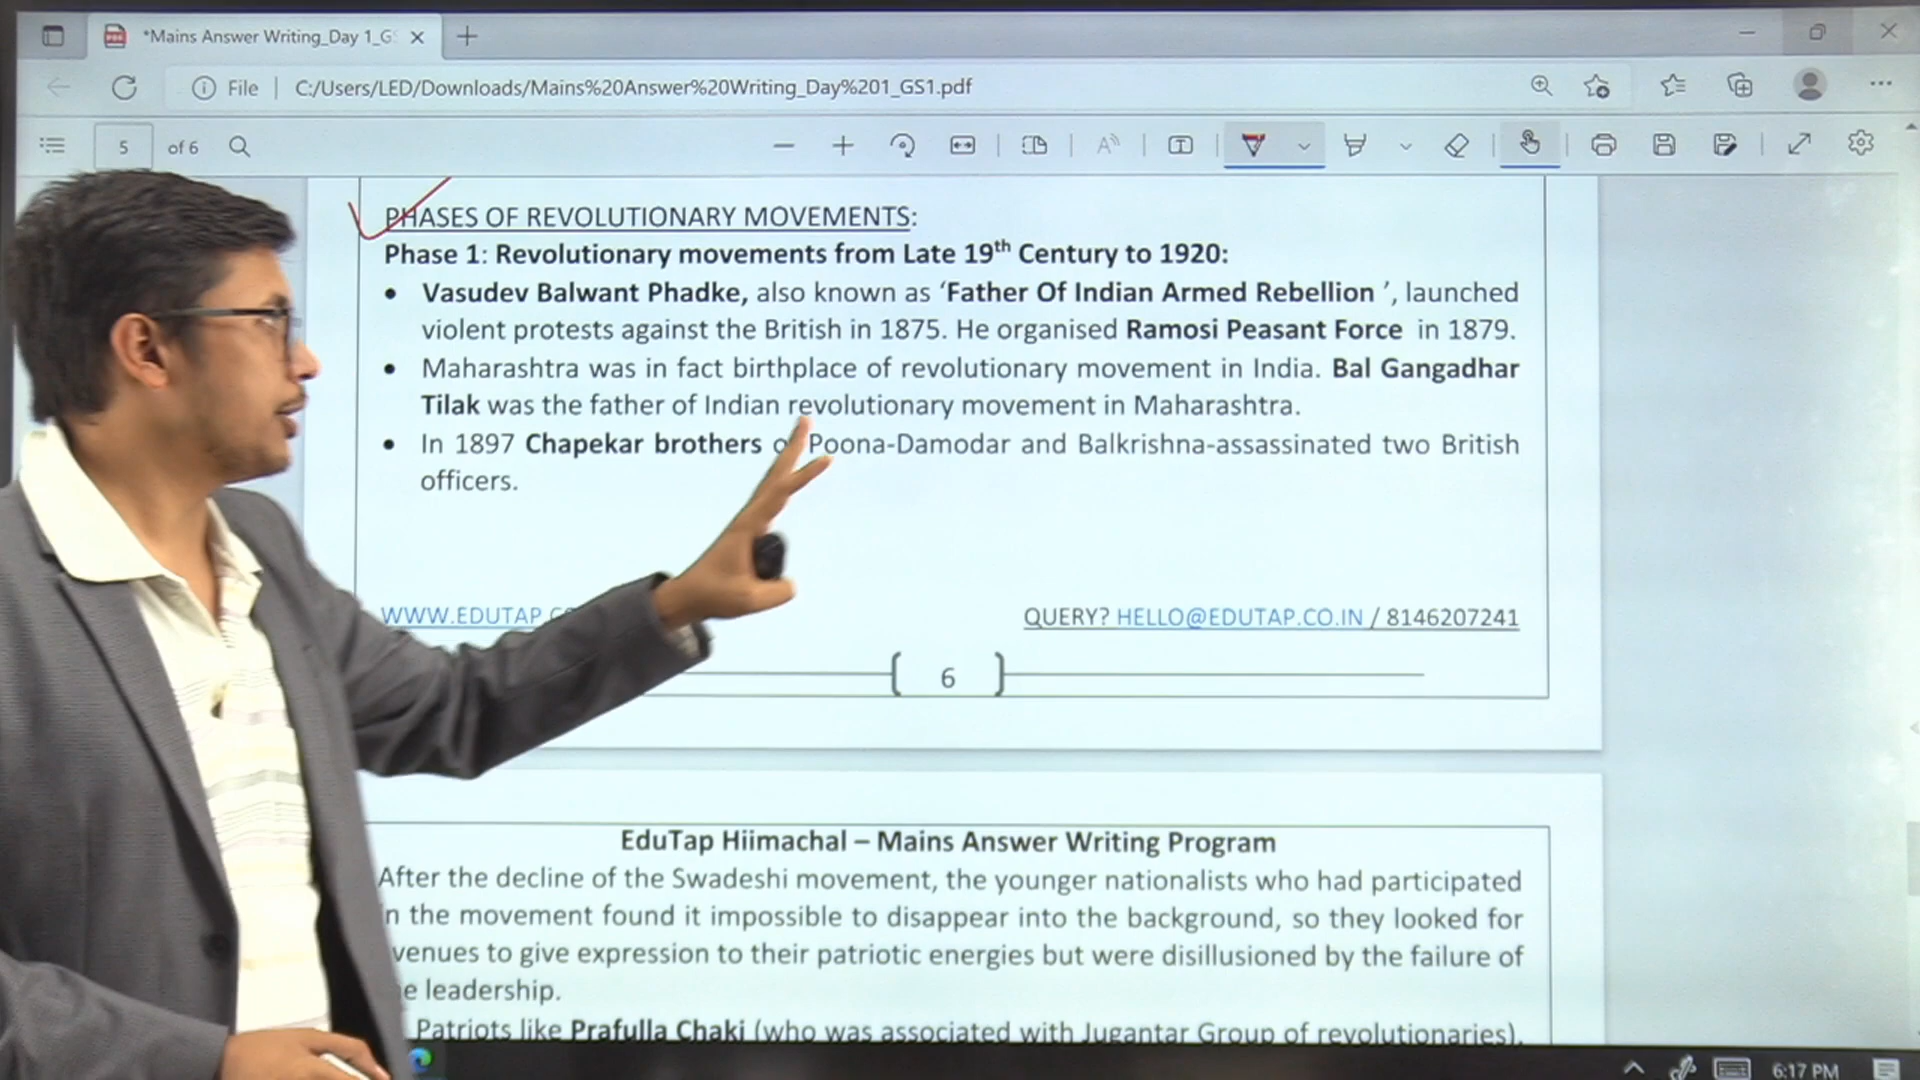 *Mains Answer Writing_Day 1_G
File C:/Users/LED/Downloads/Mains%20Answer%20Writing_Day%201_GS1.pdf
5 of 6
PHASES OF REVOLUTIONARY MOVEMENTS:
Phase 1: Revolutionary movements from Late 19th Century to 1920:
• Vasudev Balwant Phadke, also known as ‘Father Of Indian Armed Rebellion ’, launched
violent protests against the British in 1875. He organised Ramosi Peasant Force in 1879.
• Maharashtra was in fact birthplace of revolutionary movement in India. Bal Gangadhar
Tilak was the father of Indian revolutionary movement in Maharashtra.
• In 1897 Chapekar brothers Poona-Damodar and Balkrishna-assassinated two British
officers.
WWW.EDUTAP.C QUERY? HELLO@EDUTAP.CO.IN / 8146207241
6
EduTap Hiimachal – Mains Answer Writing Program
After the decline of the Swadeshi movement, the younger nationalists who had participated
n the movement found it impossible to disappear into the background, so they looked for
venues to give expression to their patriotic energies but were disillusioned by the failure of
e leadership.
Patriots like Prafulla Chaki (who was associated with Jugantar Group of revolutionaries),
6:17 PM